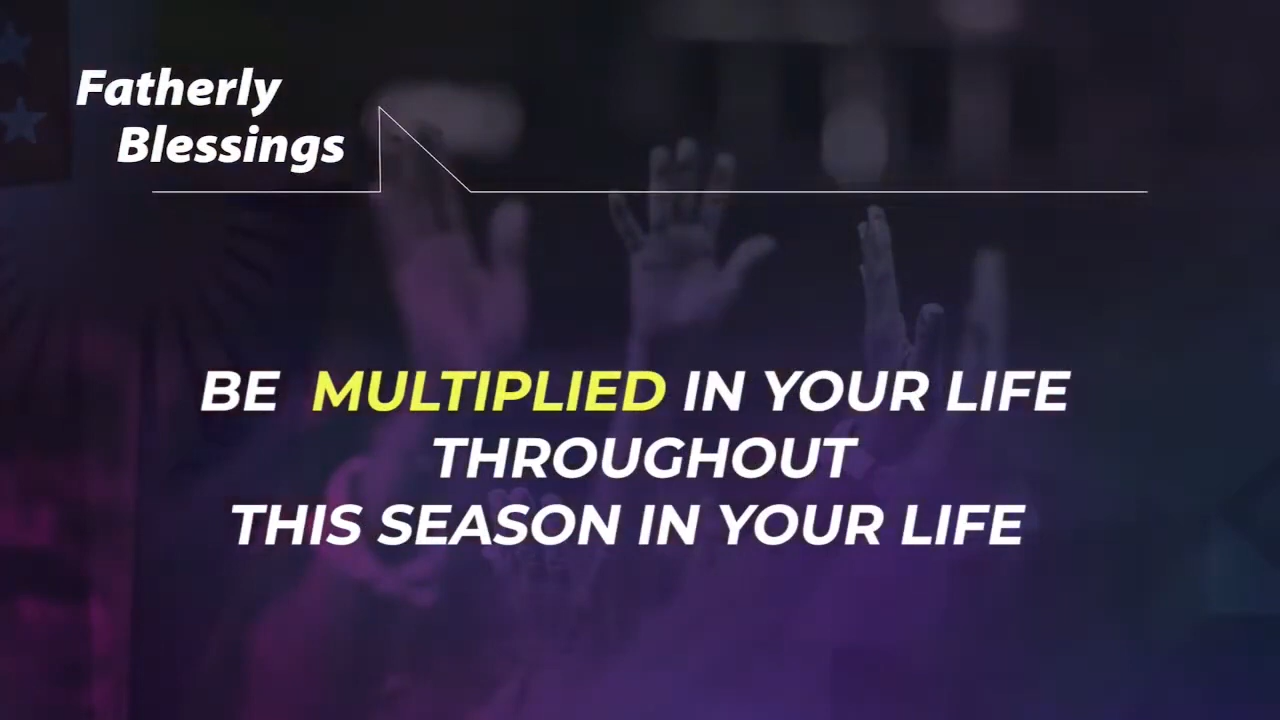 Fatherly
Blessings
BE MULTIPLIED IN YOUR LIFE
THROUGHOUT
THIS SEASON IN YOUR LIFE